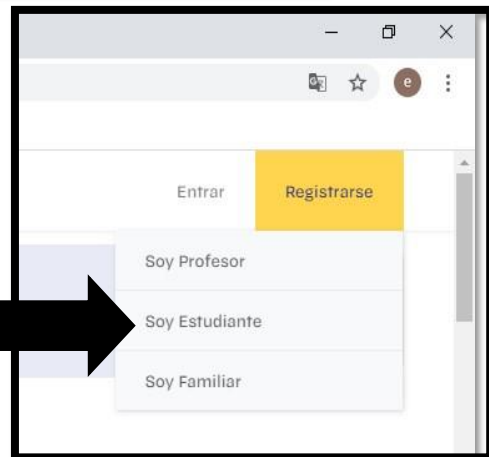 e
Entrar Registrarse
Soy Profesor
Soy Estudiante
Soy Familiar